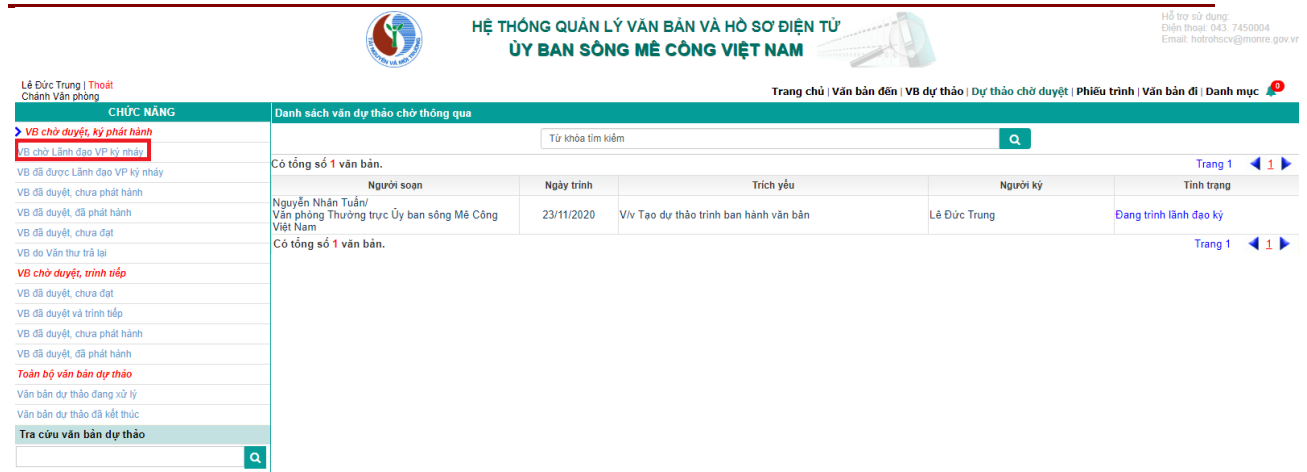 Hỗ trợ sử dụng:
Điện thoại: 043. 7450004
Email: hotrohscv@monre.gov.vn
HỆ THỐNG QUẢN LÝ VĂN BẢN VÀ HỒ SƠ ĐIỆN TỬ
ỦY BAN SÔNG MÊ CÔNG VIỆT NAM
TÀI NGUYÊN VÀ MÔI TRƯỜNG
Lê Đức Trung | Thoát
Chánh Văn phòng
Trang chủ | Văn bản đến | VB dự thảo | Dự thảo chờ duyệt | Phiếu trình | Văn bản đi | Danh mục 0
CHỨC NĂNG
VB chờ duyệt, ký phát hành
VB chờ Lãnh đạo VP ký nháy
VB đã được Lãnh đạo VP ký nháy
VB đã duyệt, chưa phát hành
VB đã duyệt, đã phát hành
VB đã duyệt, chưa đạt
VB do Văn thư trả lại
VB chờ duyệt, trình tiếp
VB đã duyệt, chưa đạt
VB đã duyệt và trình tiếp
VB đã duyệt, chưa phát hành
VB đã duyệt, đã phát hành
Toàn bộ văn bản dự thảo
Văn bản dự thảo đang xử lý
Văn bản dự thảo đã kết thúc
Tra cứu văn bản dự thảo
Danh sách văn dự thảo chờ thông qua
Từ khóa tìm kiếm
Có tổng số 1 văn bản. Trang 1 1
Người soạn Ngày trình Trích yếu Người ký Tình trạng
Nguyễn Nhân Tuấn/
Văn phòng Thường trực Ủy ban sông Mê Công 23/11/2020 V/v Tạo dự thảo trình ban hành văn bản Lê Đức Trung Đang trình lãnh đạo ký
Việt Nam
Có tổng số 1 văn bản. Trang 1 1